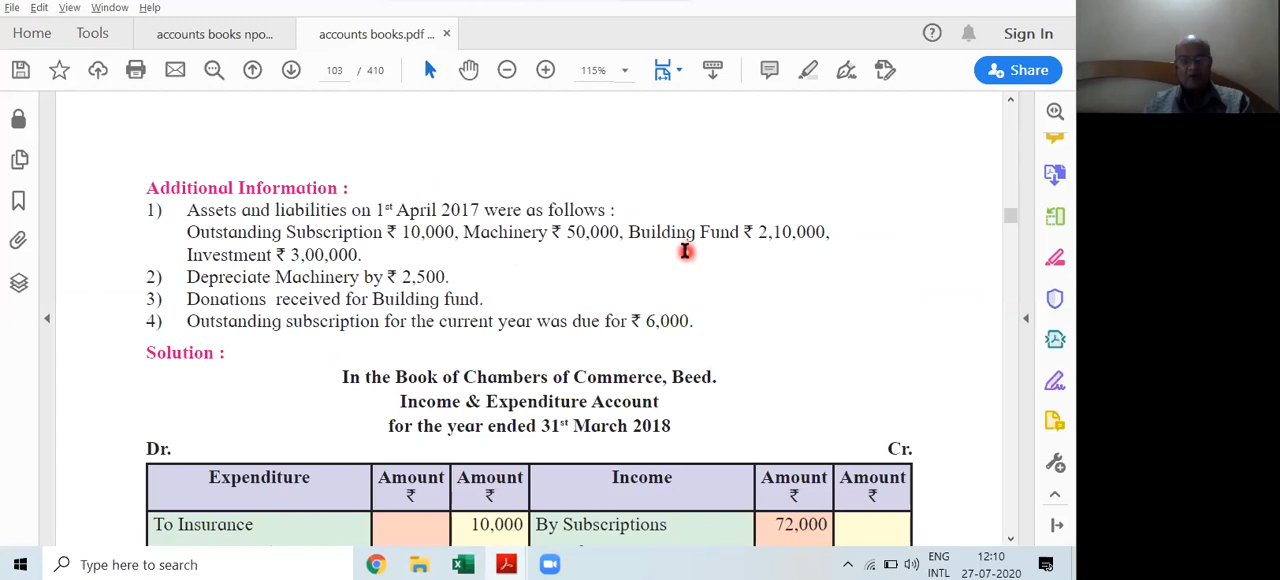 File Edit View Window Help
Home Tools accounts books npo... accounts books.pdf ... × Sign In
103 / 410 115% Share
Additional Information :
1) Assets and liabilities on 1st April 2017 were as follows :
Outstanding Subscription ₹ 10,000, Machinery ₹ 50,000, Building Fund ₹ 2,10,000,
Investment ₹ 3,00,000.
2) Depreciate Machinery by ₹ 2,500.
3) Donations received for Building fund.
4) Outstanding subscription for the current year was due for ₹ 6,000.
Solution :
In the Book of Chambers of Commerce, Beed.
Income & Expenditure Account
for the year ended 31st March 2018
Dr. Cr.
Expenditure Amount ₹ Amount ₹ Income Amount ₹ Amount ₹
To Insurance 10,000 By Subscriptions 72,000
Type here to search ENG 12:10
INTL 27-07-2020